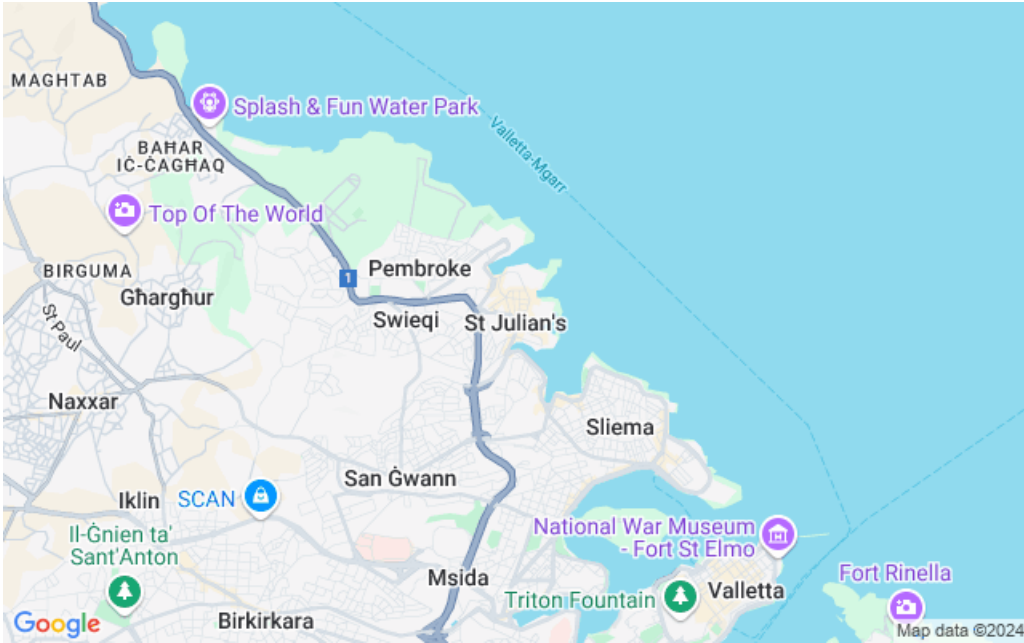 MAGHTAB
Splash & Fun Water Park
Valletta-Mgarr
BAĦAR
IĊ-ĊAGĦAQ
Top Of The World
BIRGUMA
1
Pembroke
Għargħur
St Paul
Swieqi
St Julian's
Naxxar
Sliema
San Ġwann
Iklin
SCAN
Il-Ġnien ta'
Sant'Anton
National War Museum
- Fort St Elmo
Msida
Fort Rinella
Triton Fountain
Valletta
Birkirkara
Google
Map data ©2024